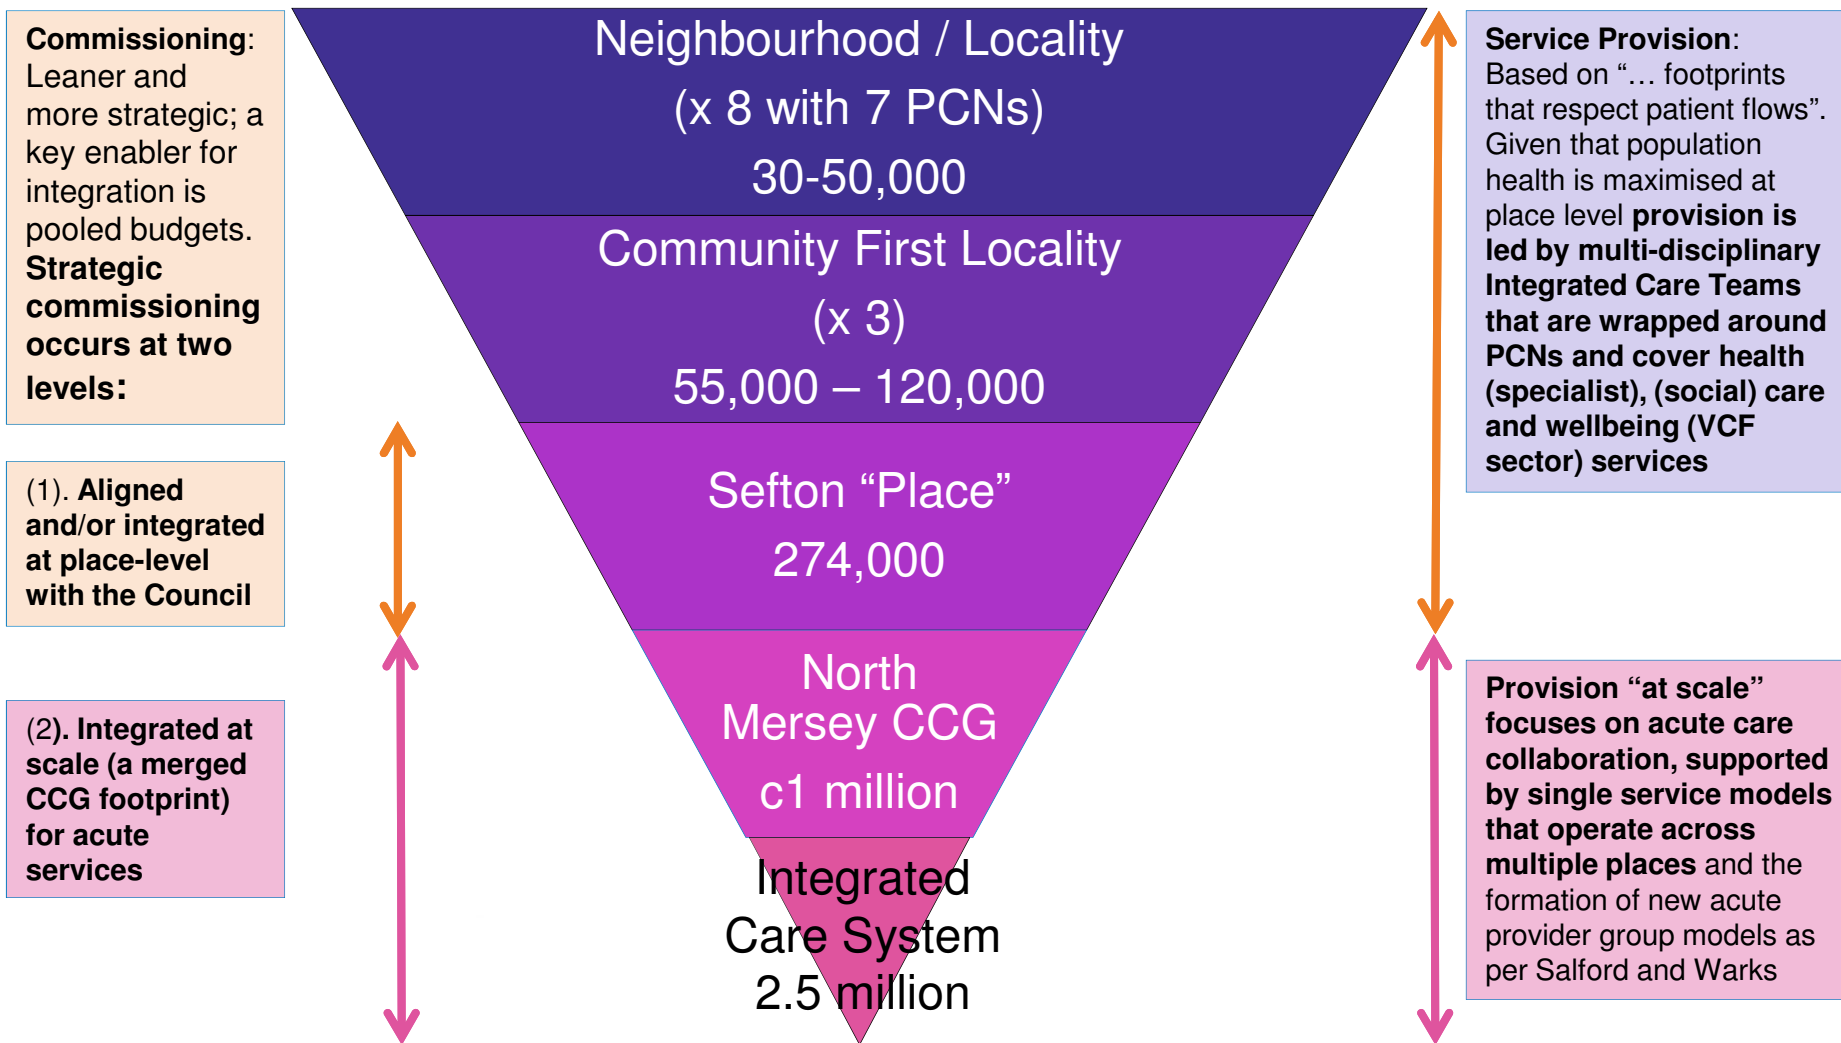 Commissioning:
Leaner and
more strategic; a
key enabler for
integration is
pooled budgets.
Strategic
commissioning
occurs at two
levels:
(1). Aligned
and/or integrated
at place-level
with the Council
(2). Integrated at
scale (a merged
CCG footprint)
for acute
services
Neighbourhood / Locality
(x 8 with 7 PCNs)
30-50,000
Community First Locality
(x 3)
55,000 – 120,000
Sefton “Place”
274,000
North
Mersey CCG
c1 million
Integrated
Care System
2.5 million
Service Provision:
Based on “… footprints
that respect patient flows”.
Given that population
health is maximised at
place level provision is
led by multi-disciplinary
Integrated Care Teams
that are wrapped around
PCNs and cover health
(specialist), (social) care
and wellbeing (VCF
sector) services
Provision “at scale”
focuses on acute care
collaboration, supported
by single service models
that operate across
multiple places and the
formation of new acute
provider group models as
per Salford and Warks